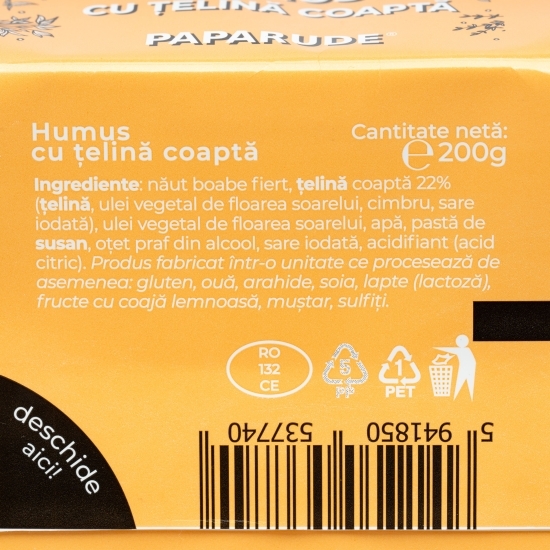 CU ȚELINĂ COAPTĂ
PAPARUDE®
Humus
cu țelină coaptă
Cantitate netă:
℮ 200g
Ingrediente: năut boabe fiert, țelină coaptă 22%
(țelină, ulei vegetal de floarea soarelui, cimbru, sare
iodată), ulei vegetal de floarea soarelui, apă, pastă de
susan, oțet praf din alcool, sare iodată, acidifiant (acid
citric). Produs fabricat într-o unitate ce procesează de
asemenea: gluten, ouă, arahide, soia, lapte (lactoză),
fructe cu coajă lemnoasă, muștar, sulfiți.
RO
132
CE
5
PP
1
PET
deschide
aici!
5 941850 537740